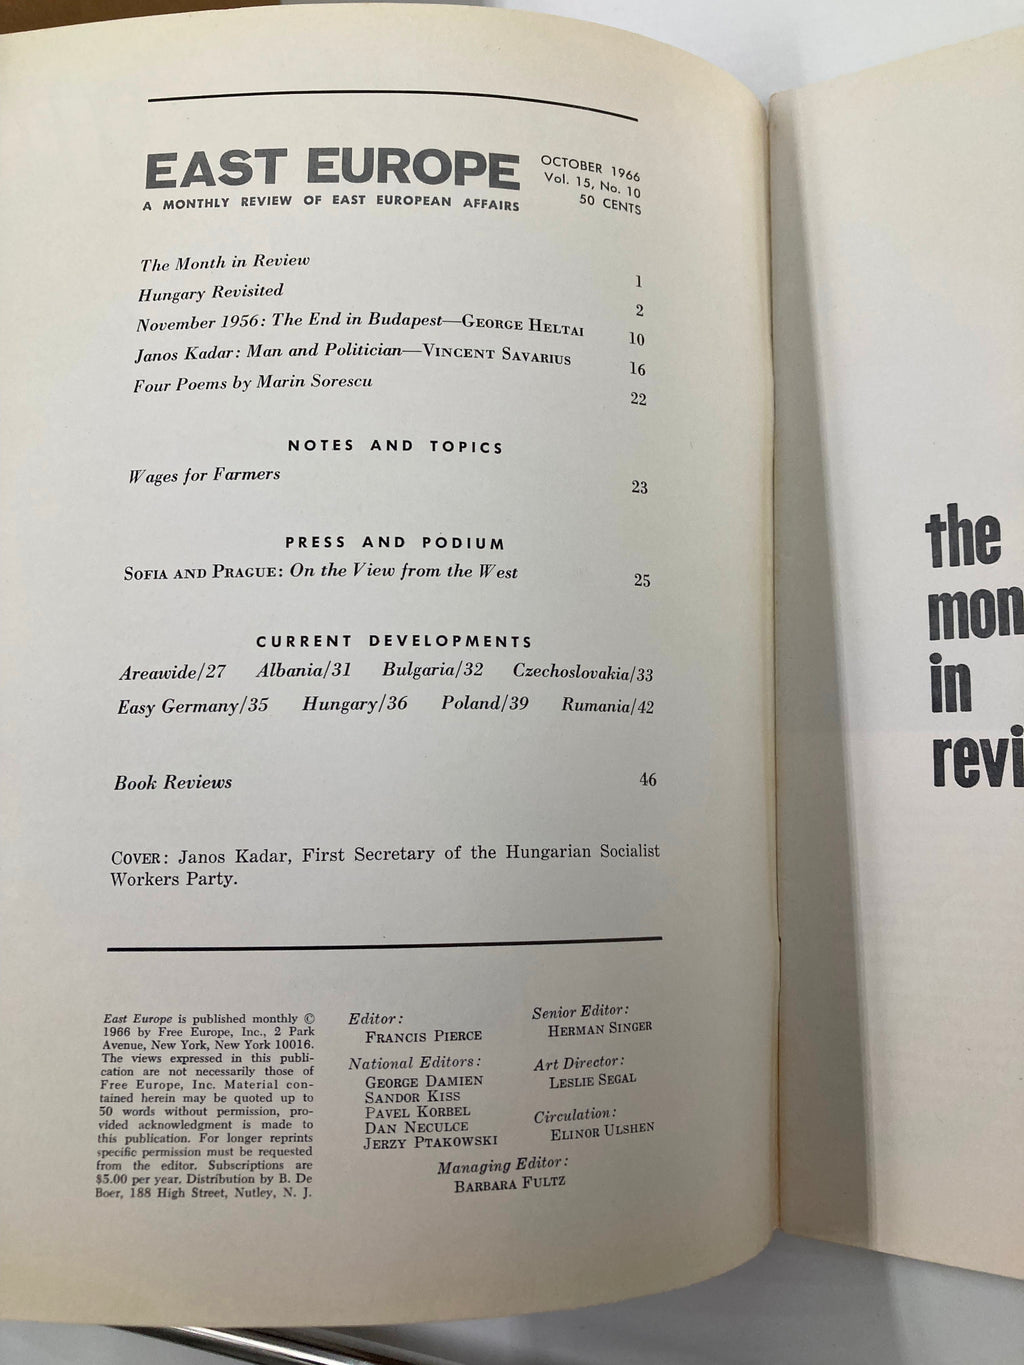 EAST EUROPE
A MONTHLY REVIEW OF EAST EUROPEAN AFFAIRS
OCTOBER 1966
Vol. 15, No. 10
50 CENTS
The Month in Review 1
Hungary Revisited 2
November 1956: The End in Budapest—GEORGE HELTAI 10
Janos Kadar: Man and Politician—VINCENT SAVARIUS 16
Four Poems by Marin Sorescu 22
NOTES AND TOPICS
Wages for Farmers 23
PRESS AND PODIUM
SOFIA AND PRAGUE: On the View from the West 25
CURRENT DEVELOPMENTS
Areawide/27 Albania/31 Bulgaria/32 Czechoslovakia/33
Easy Germany/35 Hungary/36 Poland/39 Rumania/42
Book Reviews 46
COVER: Janos Kadar, First Secretary of the Hungarian Socialist
Workers Party.
East Europe is published monthly ©
1966 by Free Europe, Inc., 2 Park
Avenue, New York, New York 10016.
The views expressed in this publi-
cation are not necessarily those of
Free Europe, Inc. Material con-
tained herein may be quoted up to
50 words without permission, pro-
vided acknowledgment is made to
this publication. For longer reprints
specific permission must be requested
from the editor. Subscriptions are
$5.00 per year. Distribution by B. De
Boer, 188 High Street, Nutley, N. J.
Editor:
FRANCIS PIERCE
National Editors:
GEORGE DAMIEN
SANDOR KISS
PAVEL KORBEL
DAN NECULCE
JERZY PTAKOWSKI
Senior Editor:
HERMAN SINGER
Art Director:
LESLIE SEGAL
Circulation:
ELINOR ULSHEN
Managing Editor:
BARBARA FULTZ
the
mon
in
revi